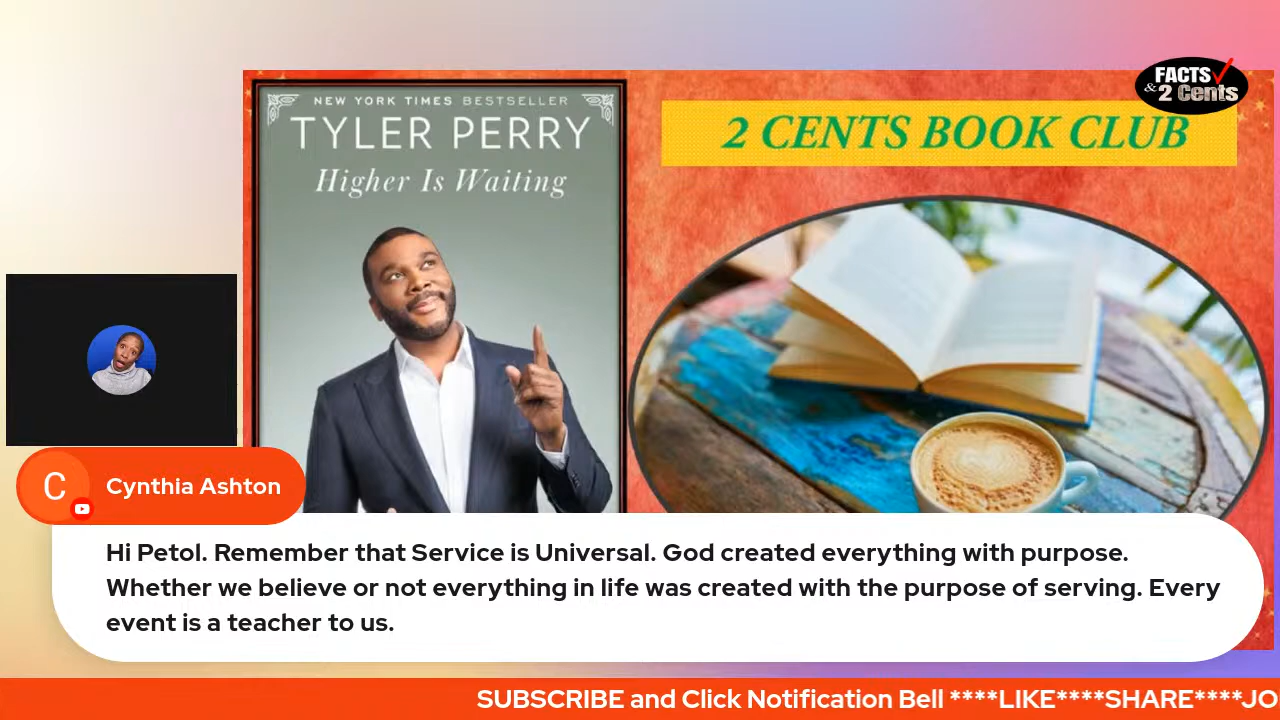 FACTS
& 2 Cents
NEW YORK TIMES BESTSELLER
TYLER PERRY
Higher Is Waiting
2 CENTS BOOK CLUB
C
Cynthia Ashton
Hi Petol. Remember that Service is Universal. God created everything with purpose.
Whether we believe or not everything in life was created with the purpose of serving. Every
event is a teacher to us.
SUBSCRIBE and Click Notification Bell ****LIKE****SHARE****JO